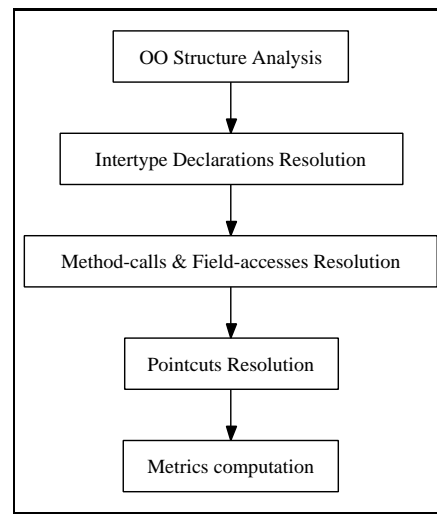 OO Structure Analysis
Intertype Declarations Resolution
Method-calls & Field-accesses Resolution
Pointcuts Resolution
Metrics computation